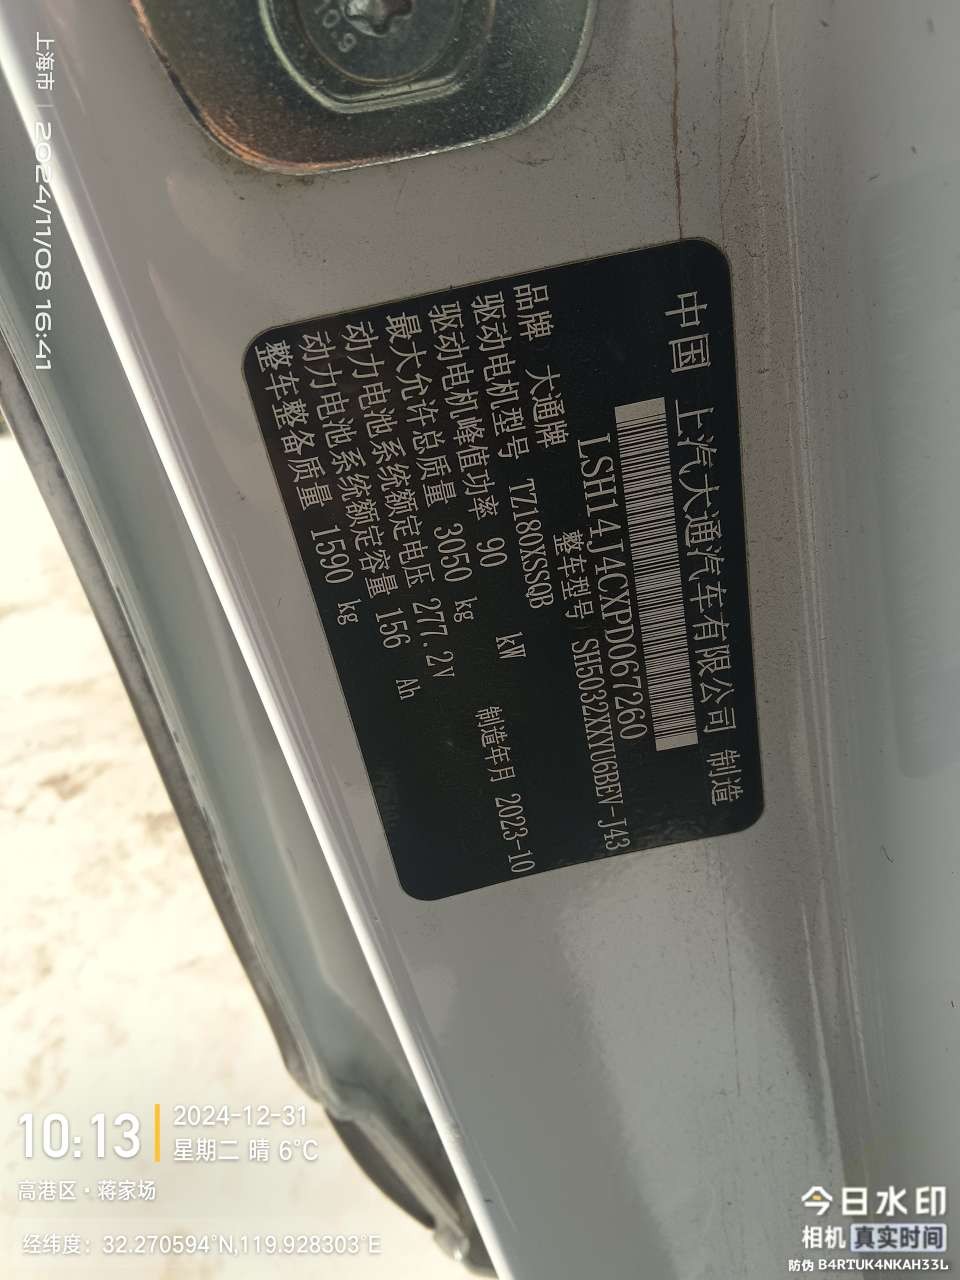 10.9
上海市 | 2024/11/08 16:41
中国 上汽大通汽车有限公司 制造
LSH14J4CXPD067260
品牌 大通牌 整车型号 SH5032XXYU6BEV-J43
驱动电机型号 TZ180XSSQB
驱动电机峰值功率 90 kW 制造年月 2023-10
最大允许总质量 3050 kg
动力电池系统额定电压 277.2V
动力电池系统额定容量 156 Ah
整车整备质量 1590 kg
10:13
2024-12-31
星期二 晴 6℃
高港区·蒋家场
经纬度：32.270594°N,119.928303°E
今日水印
相机 真实时间
防伪 B4RTUK4NKAH33L